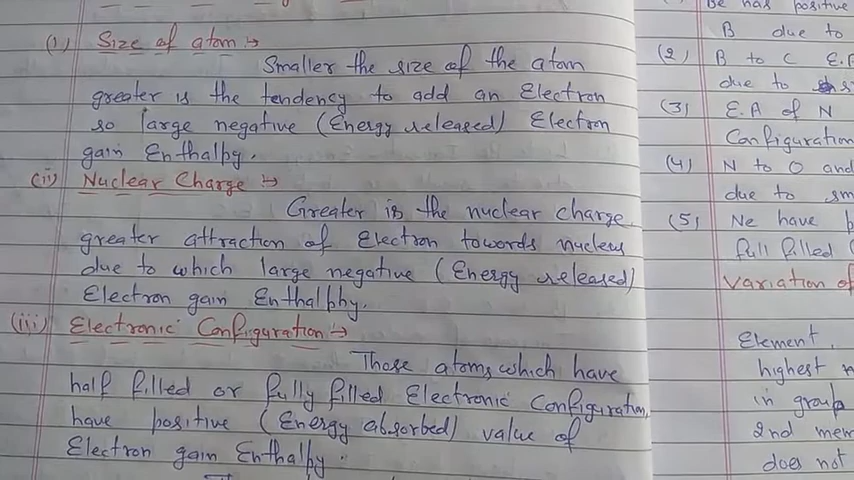 (i) Size of atom :-
Smaller the size of the atom
greater is the tendency to add an Electron
so large negative (Energy released) Electron
gain Enthalpy.
(ii) Nuclear Charge :-
Greater is the nuclear charge
greater attraction of Electron towards nucleus
due to which large negative (Energy released)
Electron gain Enthalphy.
(iii) Electronic Configuration :-
Those atoms, which have
half filled or fully filled Electronic Configuration,
have positive (Energy absorbed) value of
Electron gain Enthalpy.
Be has positive
B due to
(2) B to C E.A
due to
(3) E.A of N
Configuration
(4) N to O and
due to sm
(5) Ne have
full filled
Variation of
Element.
highest
in group
2nd mem
does not